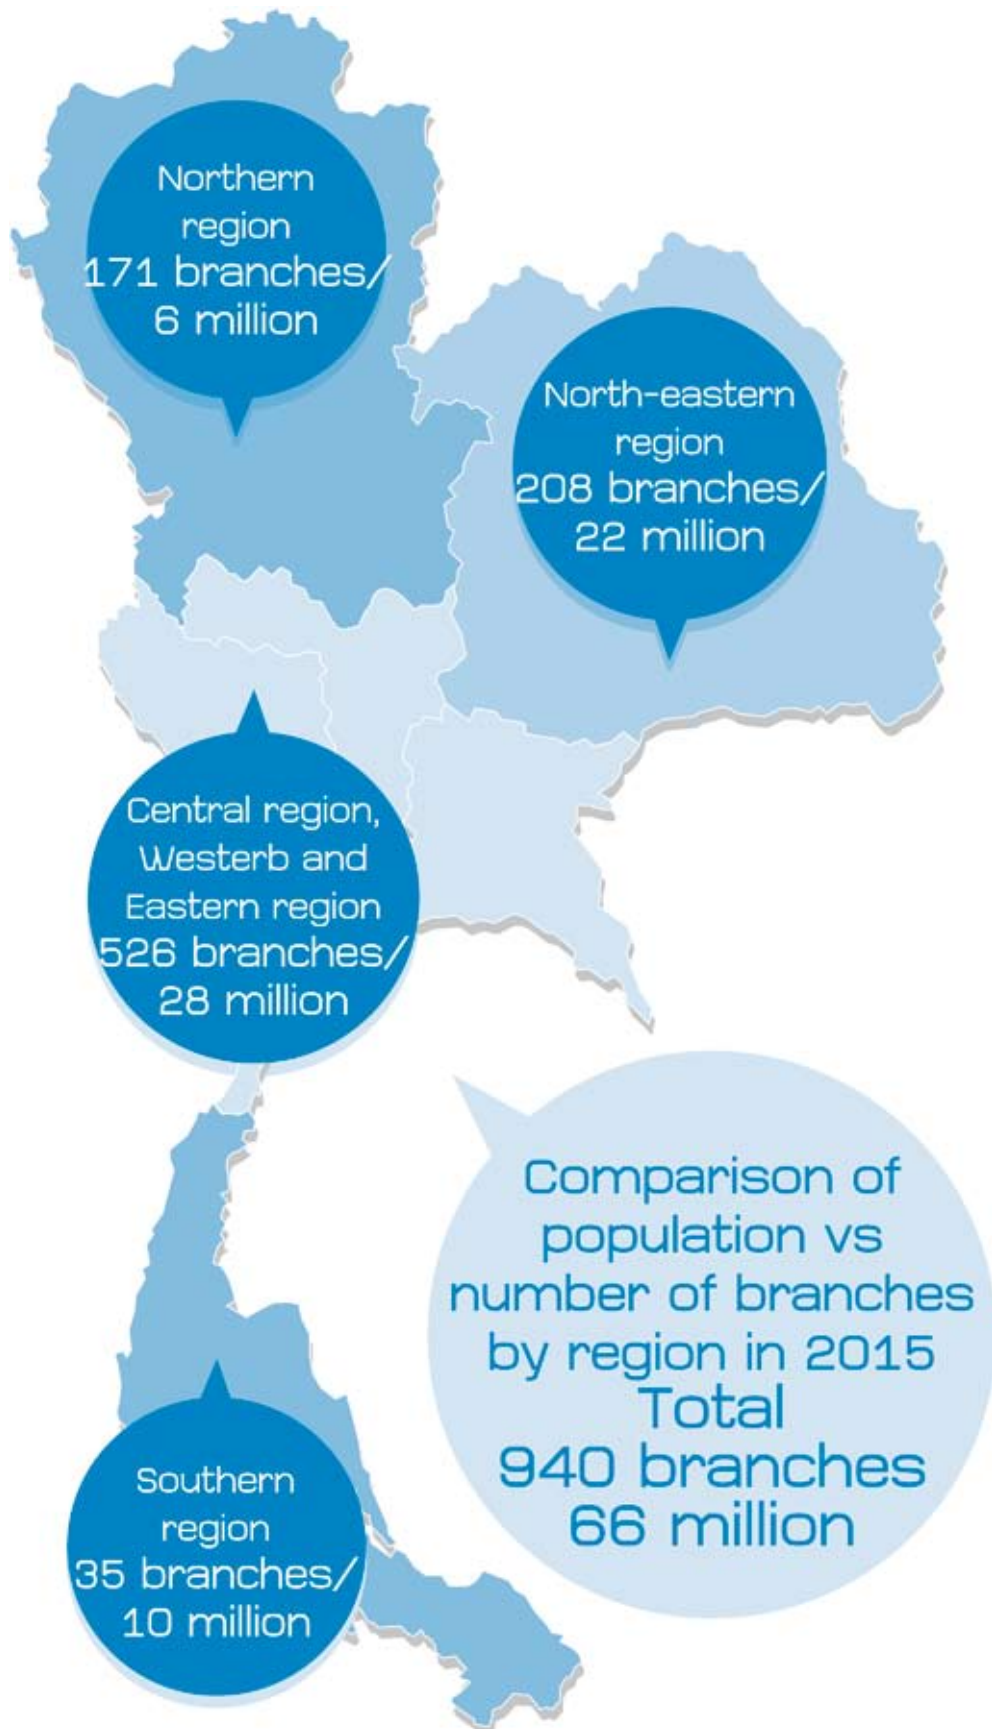 Northern
region
171 branches/
6 million
North-eastern
region
208 branches/
22 million
Central region,
Westerb and
Eastern region
526 branches/
28 million
Comparison of
population vs
number of branches
by region in 2015
Total
940 branches
66 million
Southern
region
35 branches/
10 million